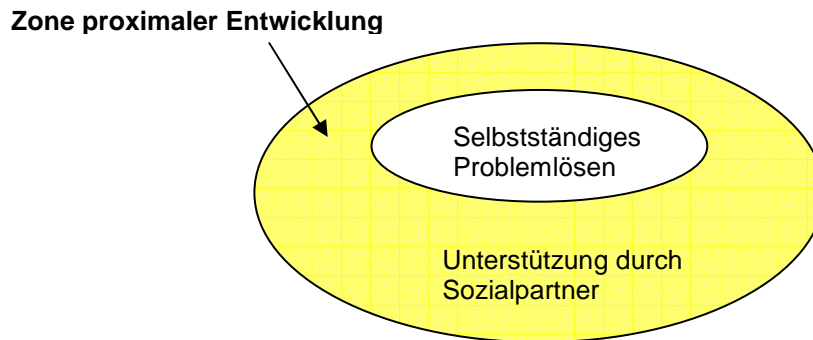 Zone proximaler Entwicklung
Selbstständiges
Problemlösen
Unterstützung durch
Sozialpartner